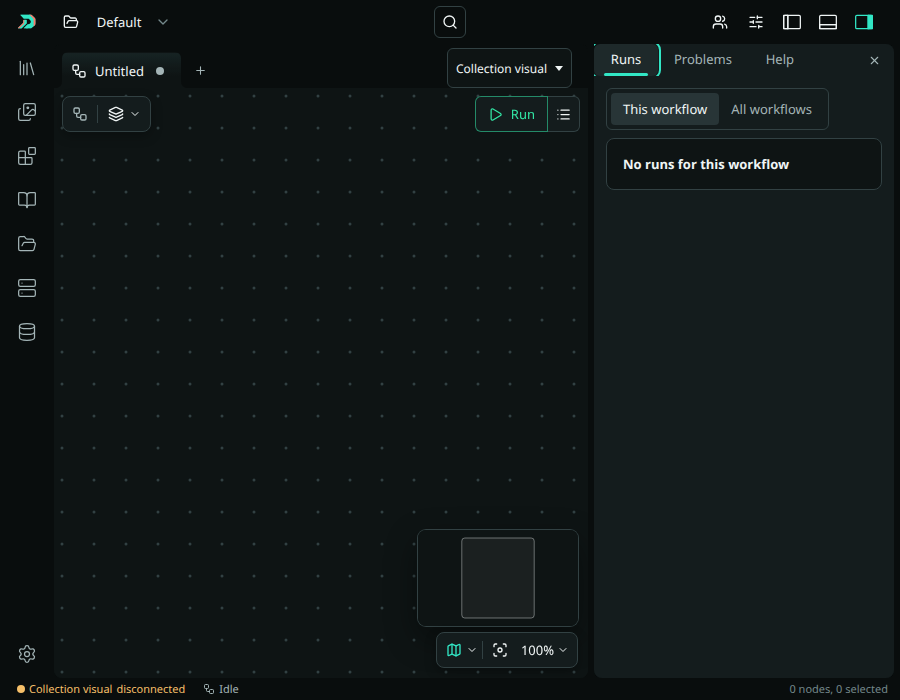 Default
Untitled
Collection visual
Run
Runs
Problems
Help
This workflow
All workflows
No runs for this workflow
100%
Collection visual disconnected
Idle
0 nodes, 0 selected